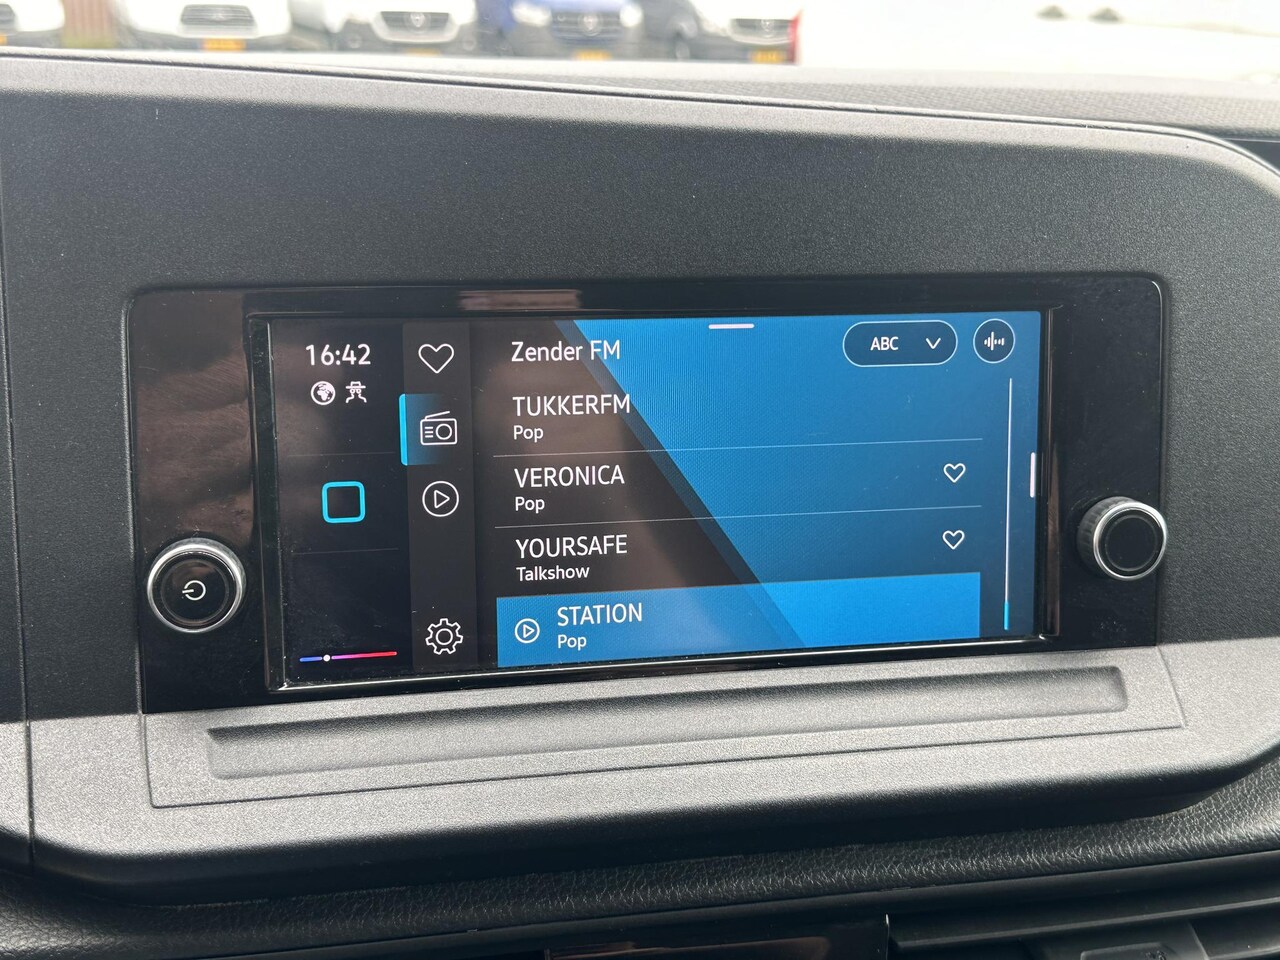 16:42
Zender FM
ABC
TUKKERFM
Pop
VERONICA
Pop
YOURSAFE
Talkshow
STATION
Pop